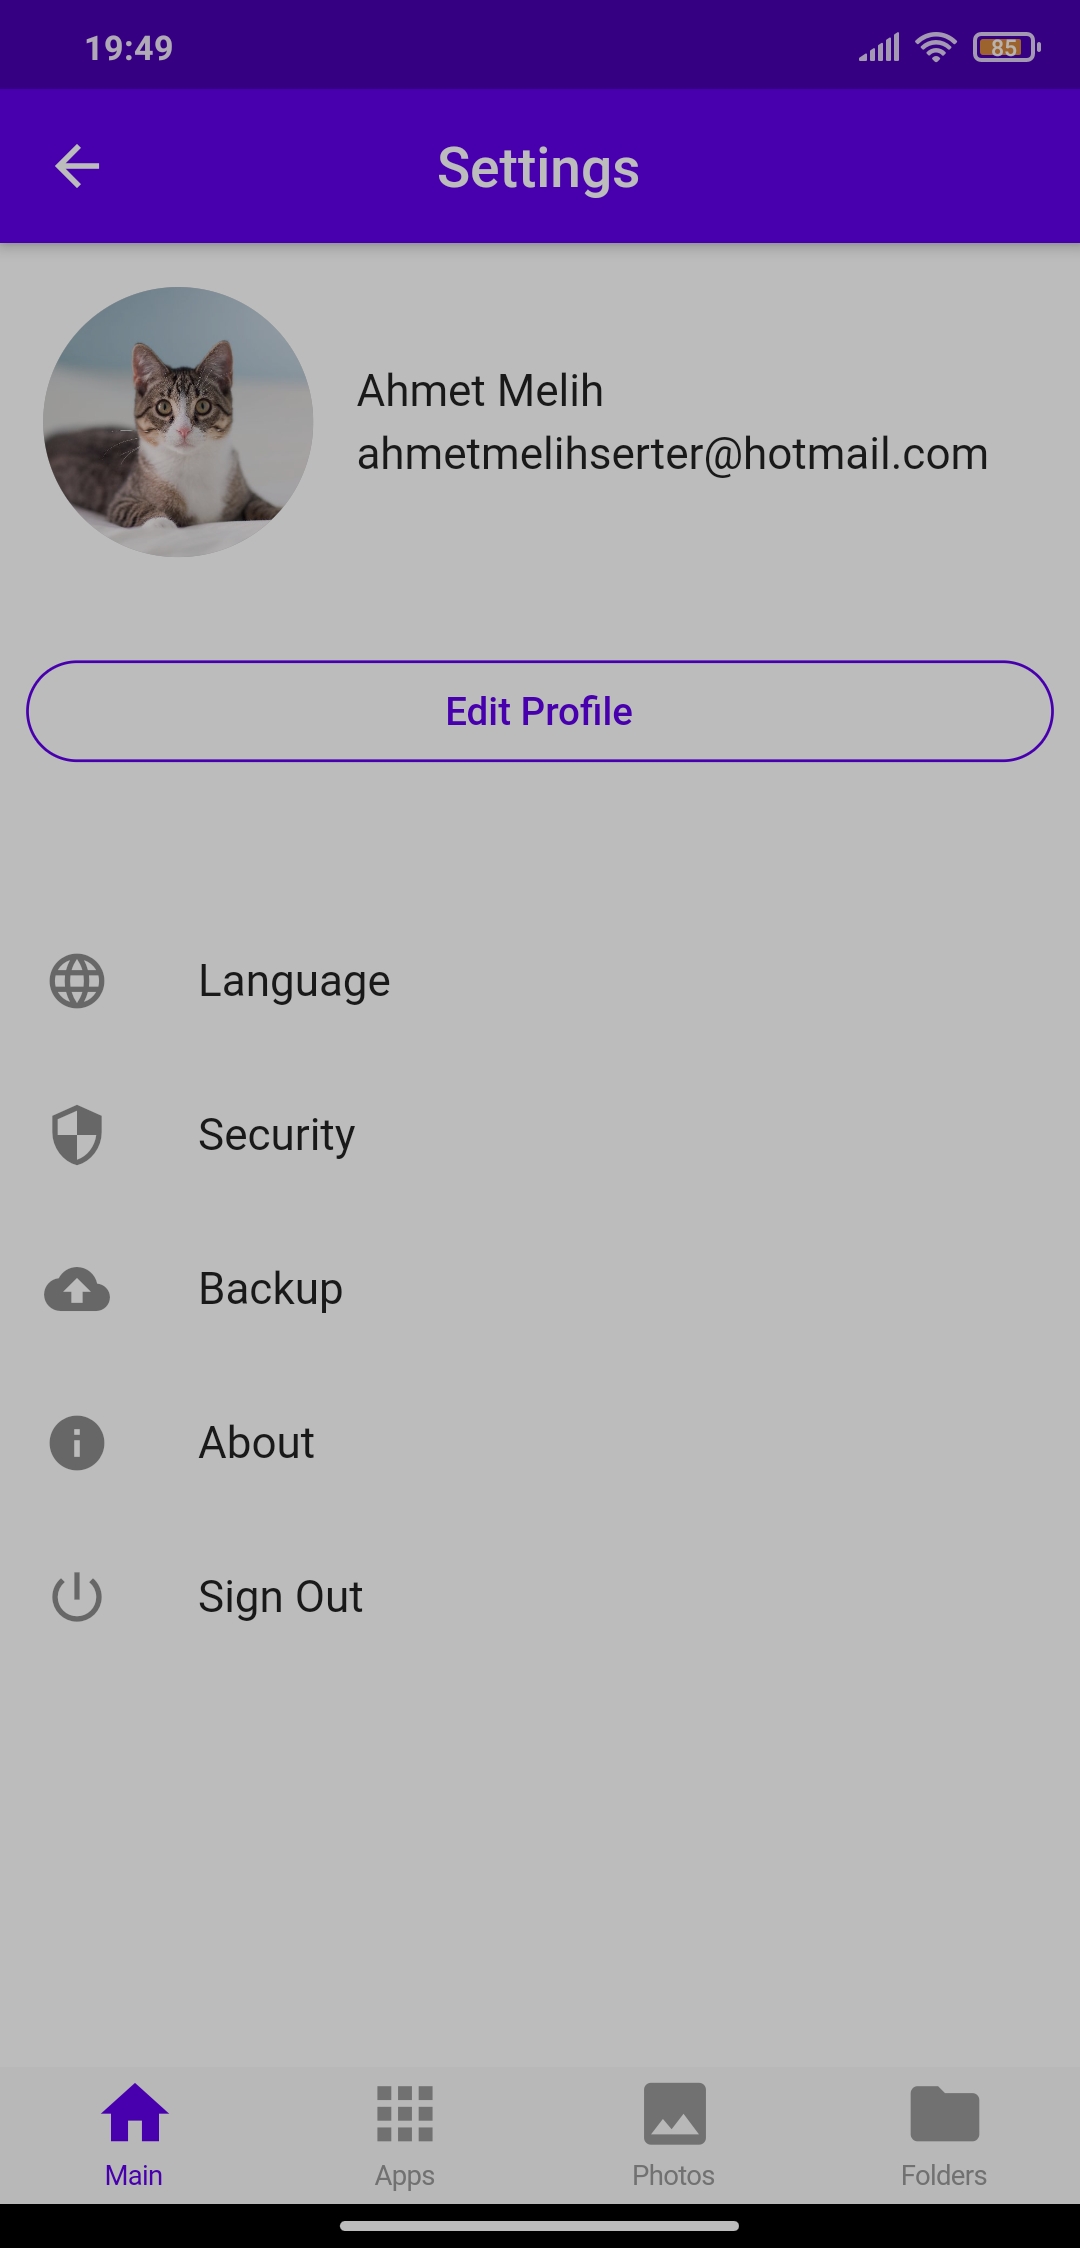 19:49
85
Settings
Ahmet Melih
ahmetmelihserter@hotmail.com
Edit Profile
Language
Security
Backup
About
Sign Out
Main
Apps
Photos
Folders